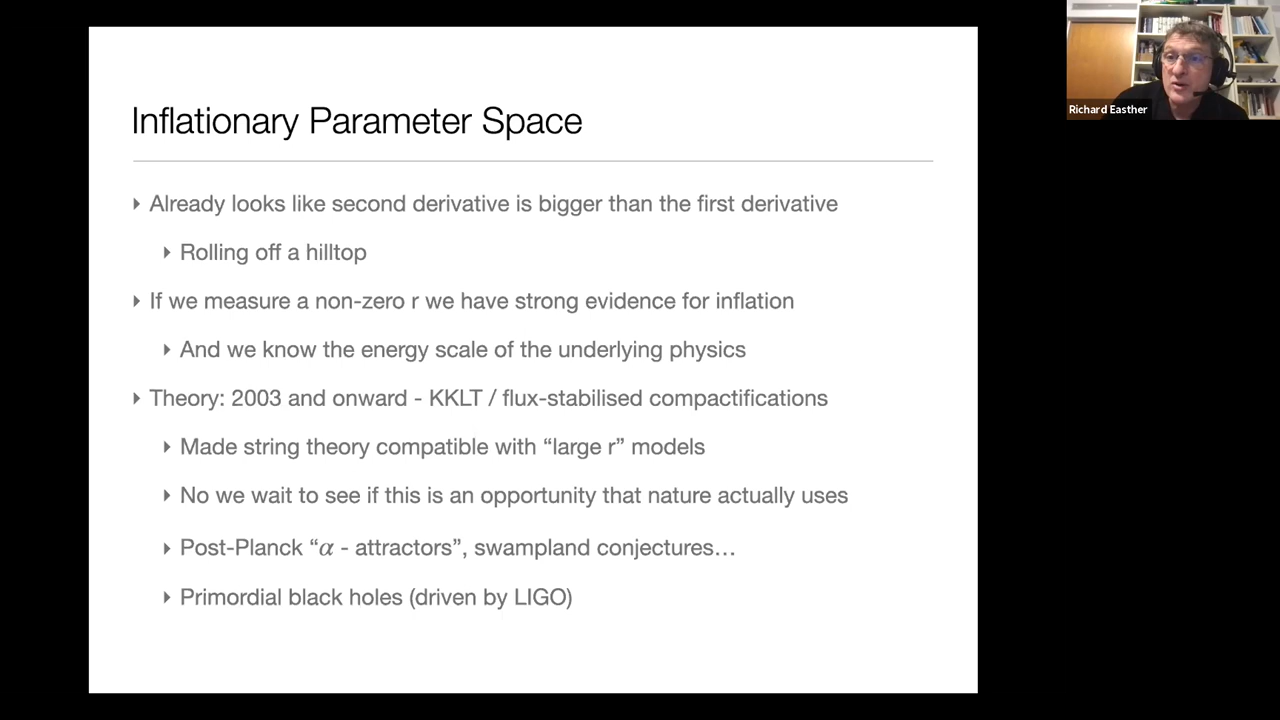 Inflationary Parameter Space
Already looks like second derivative is bigger than the first derivative
Rolling off a hilltop
If we measure a non-zero r we have strong evidence for inflation
And we know the energy scale of the underlying physics
Theory: 2003 and onward - KKLT / flux-stabilised compactifications
Made string theory compatible with “large r” models
No we wait to see if this is an opportunity that nature actually uses
Post-Planck “α - attractors”, swampland conjectures…
Primordial black holes (driven by LIGO)
Richard Easther